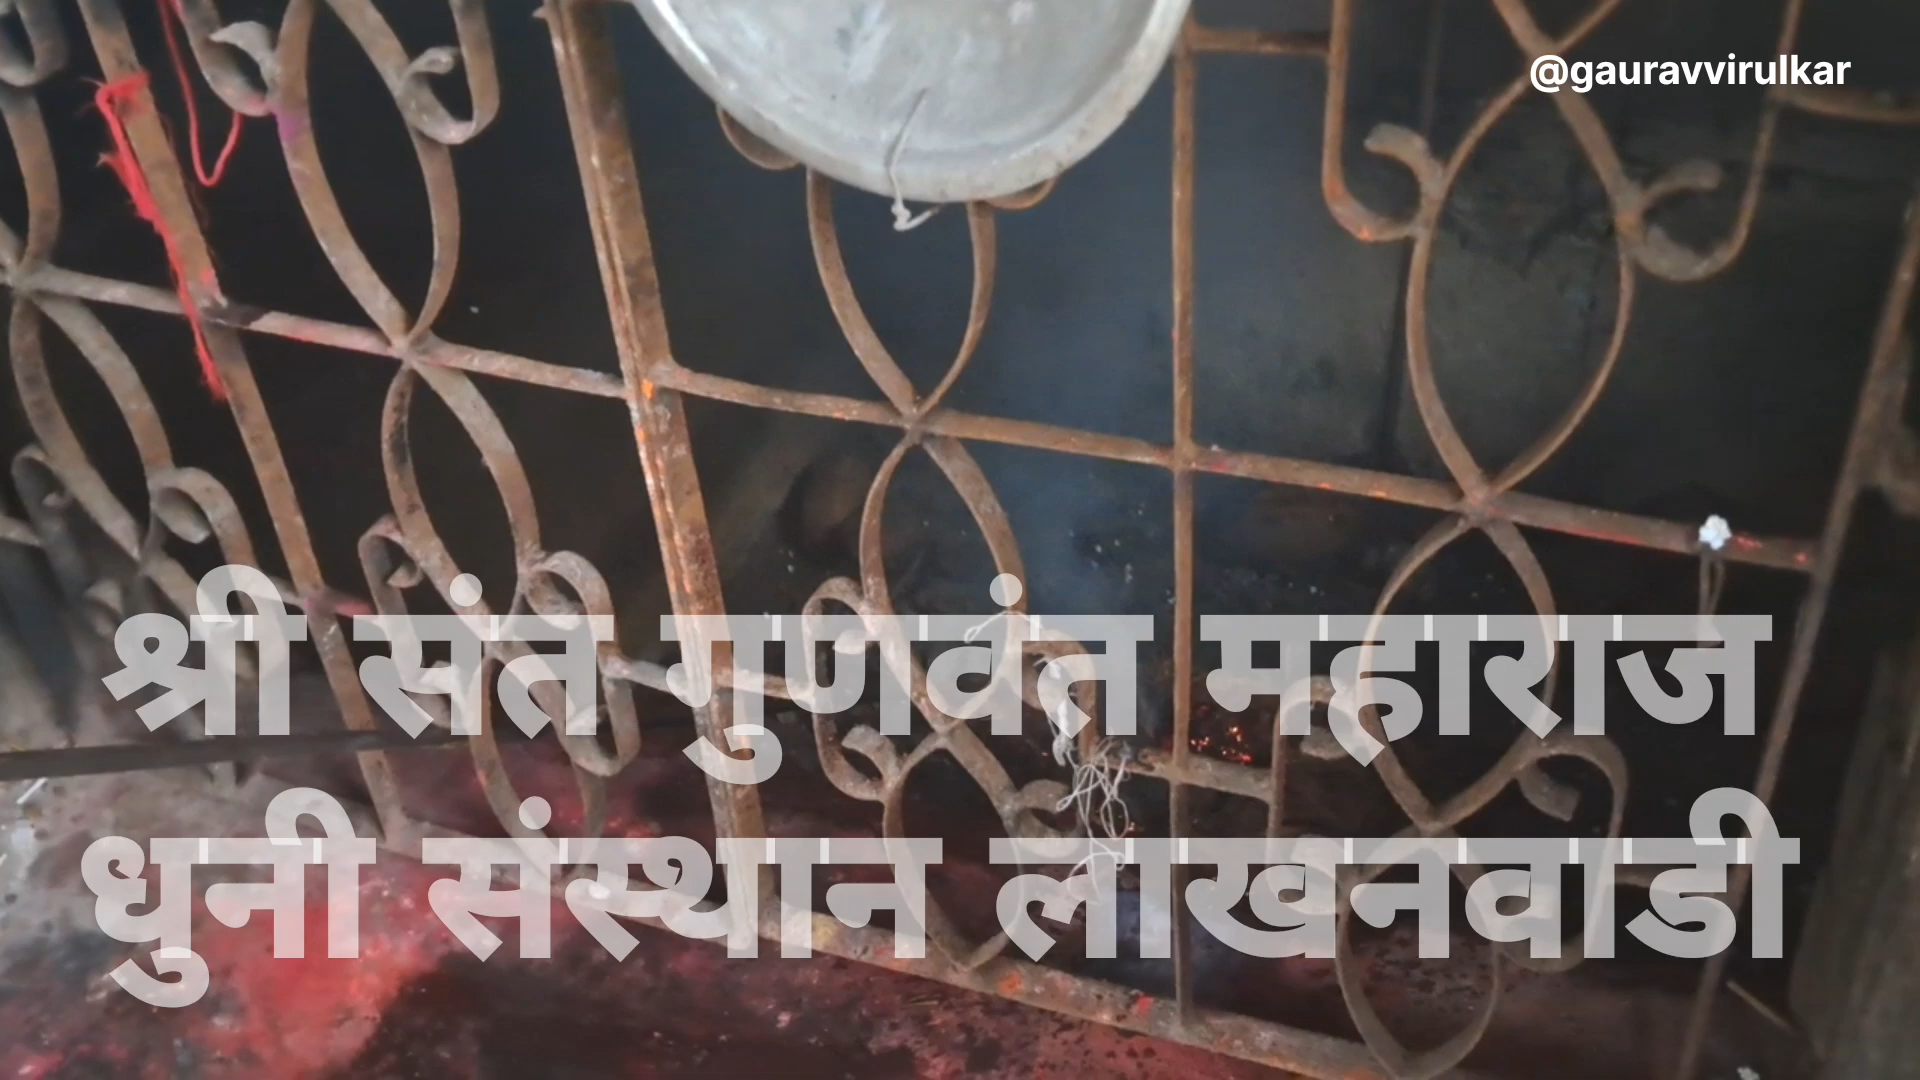 @gauravvirulkar
श्री संत गुणवंत महाराज
धुनी संस्थान लाखनवाडी